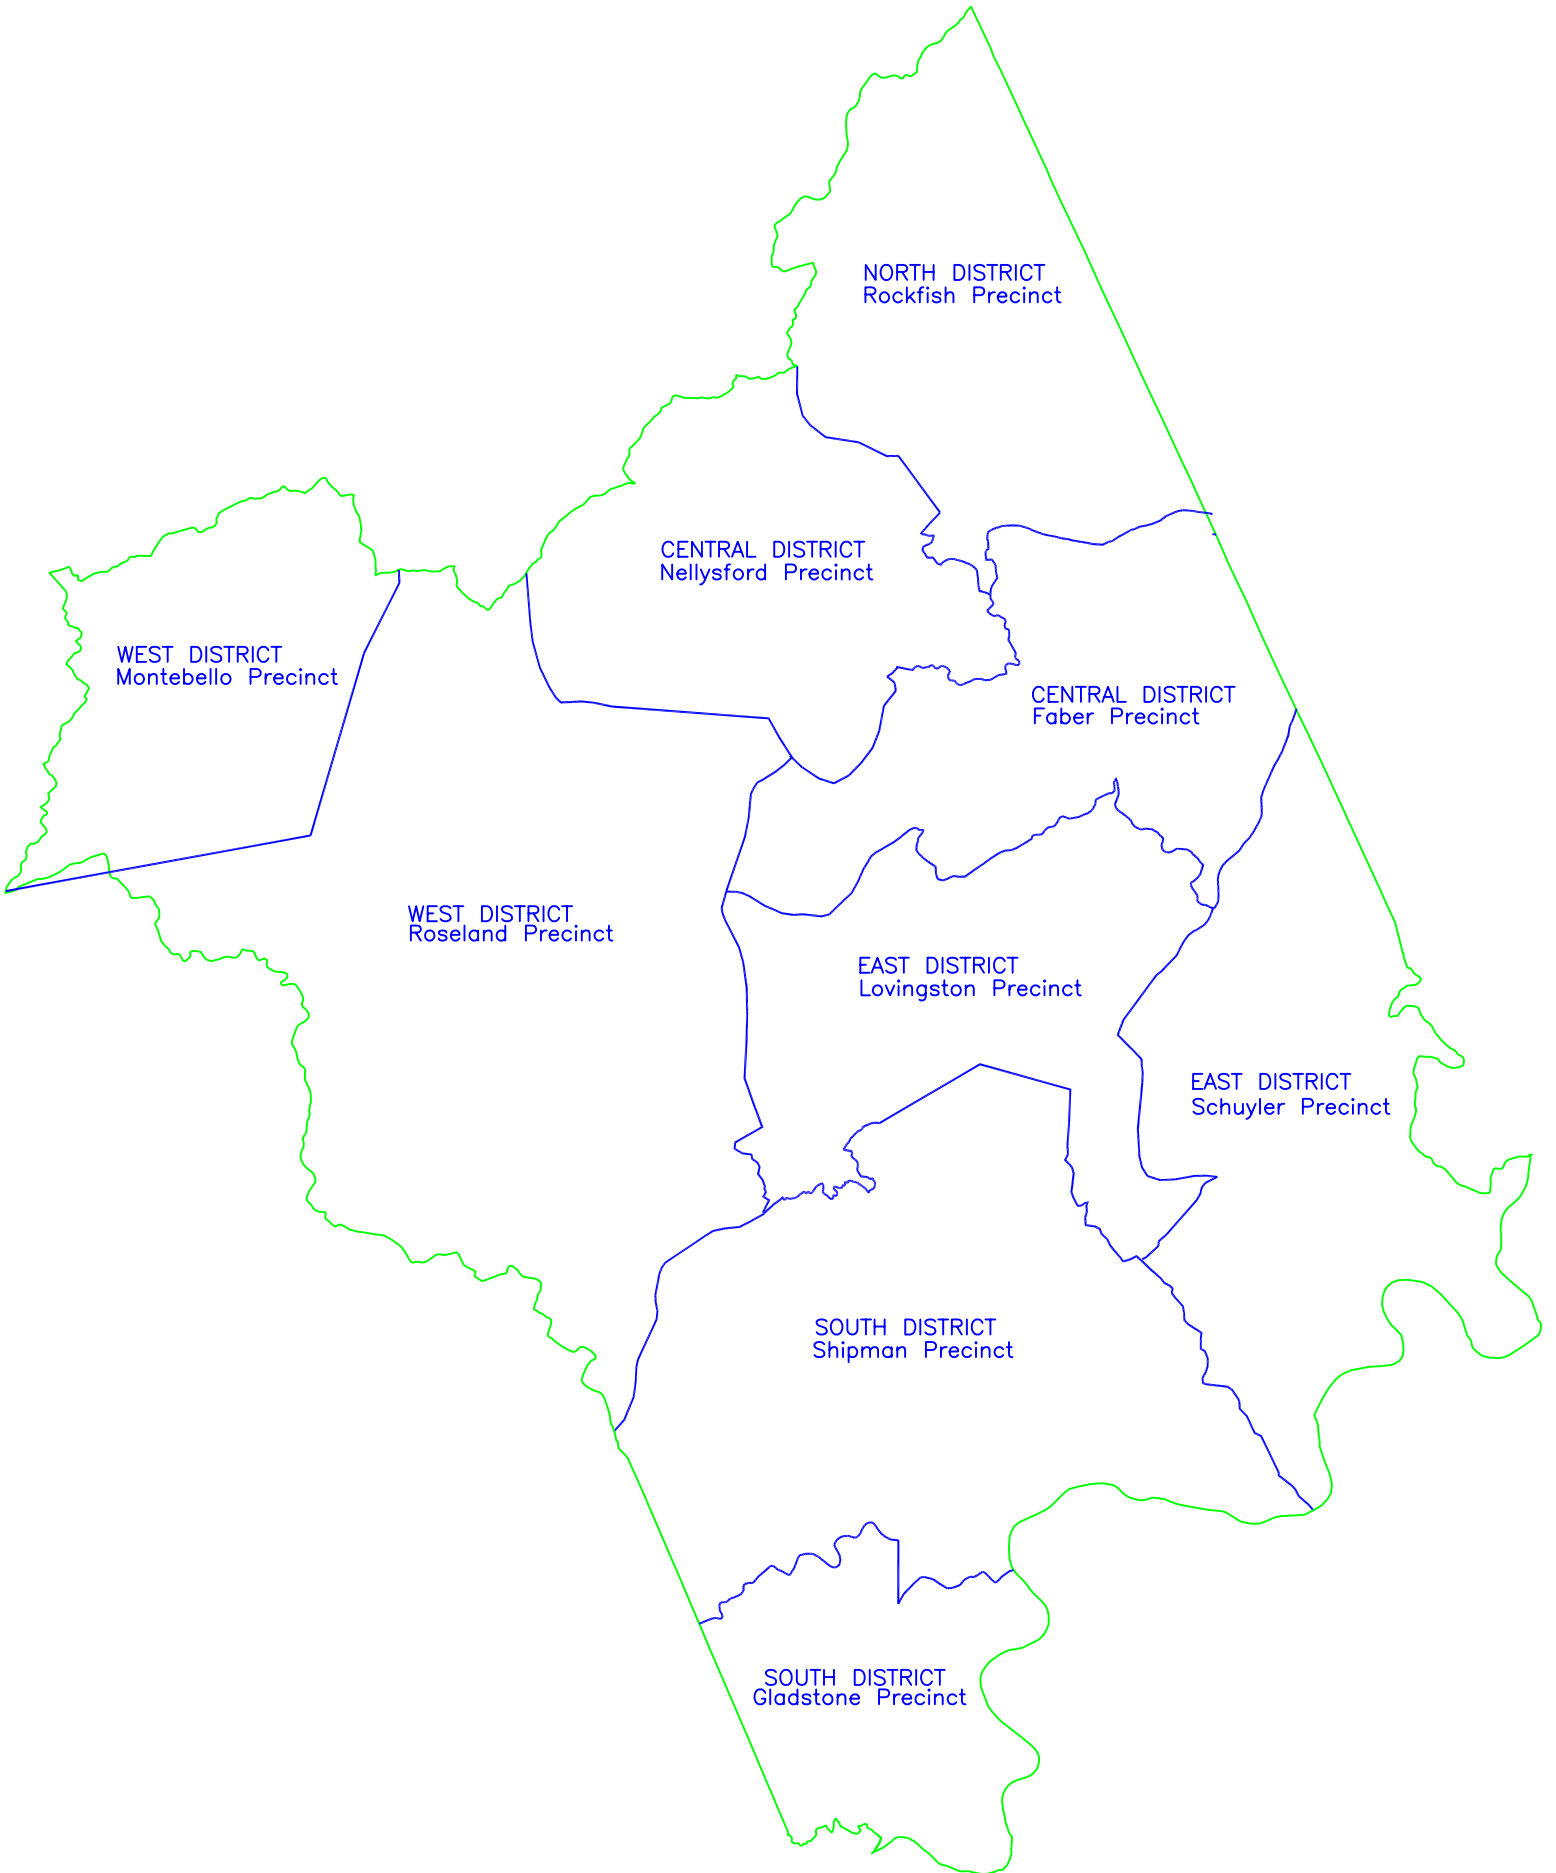 NORTH DISTRICT
Rockfish Precinct
CENTRAL DISTRICT
Nellysford Precinct
WEST DISTRICT
Montebello Precinct
CENTRAL DISTRICT
Faber Precinct
WEST DISTRICT
Roseland Precinct
EAST DISTRICT
Lovingston Precinct
EAST DISTRICT
Schuyler Precinct
SOUTH DISTRICT
Shipman Precinct
SOUTH DISTRICT
Gladstone Precinct